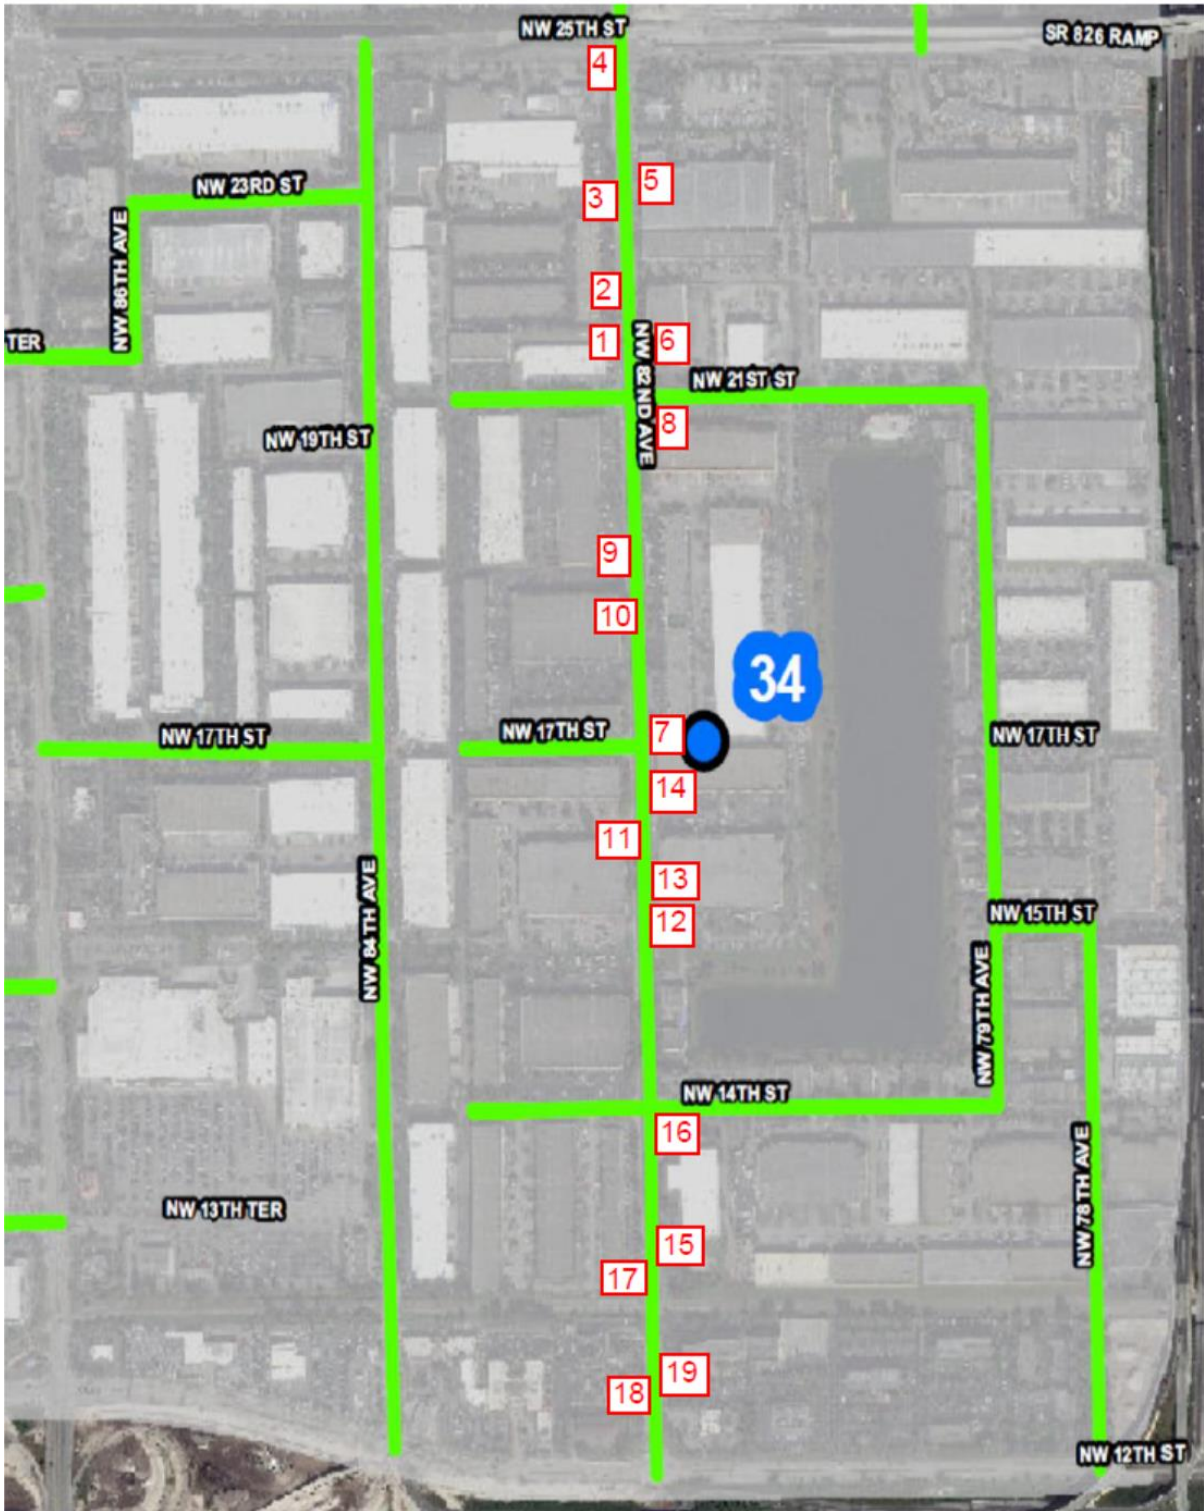 NW 25TH ST
SR 826 RAMP
4
5
NW 23RD ST
3
NW 86TH AVE
2
TER
1
6
NW 82ND AVE
NW 21ST ST
8
NW 19TH ST
9
10
34
NW 17TH ST
NW 17TH ST
7
NW 17TH ST
14
11
13
NW 84TH AVE
12
NW 15TH ST
NW 79TH AVE
NW 14TH ST
16
NW 78TH AVE
NW 13TH TER
15
17
19
18
NW 12TH ST